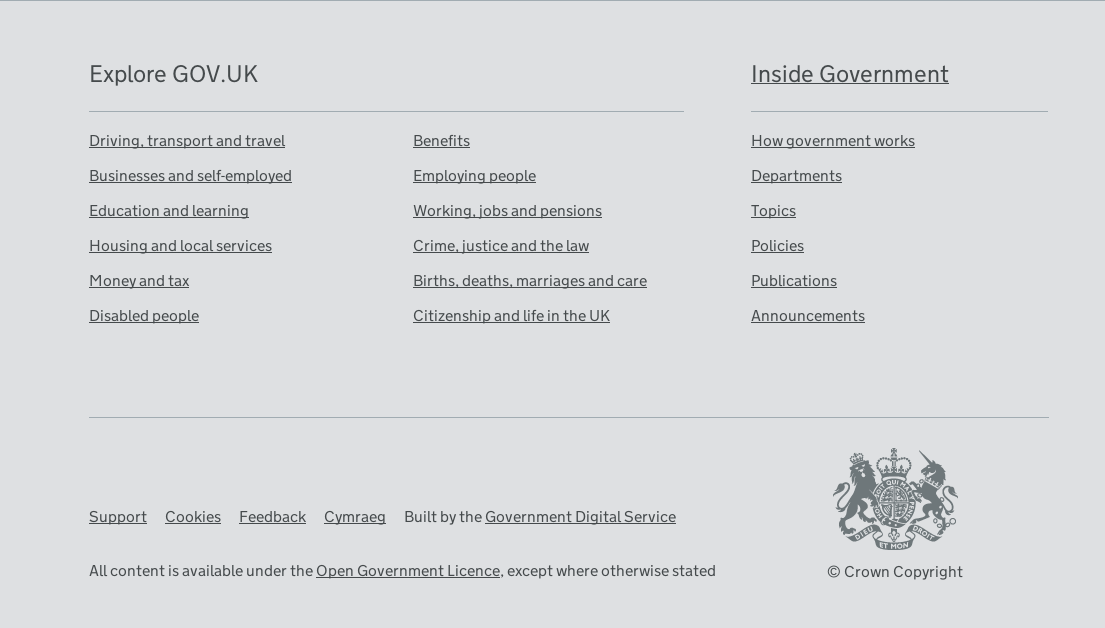 Explore GOV.UK
Driving, transport and travel
Businesses and self-employed
Education and learning
Housing and local services
Money and tax
Disabled people
Benefits
Employing people
Working, jobs and pensions
Crime, justice and the law
Births, deaths, marriages and care
Citizenship and life in the UK
Inside Government
How government works
Departments
Topics
Policies
Publications
Announcements
Support Cookies Feedback Cymraeg Built by the Government Digital Service
All content is available under the Open Government Licence, except where otherwise stated
QUI MAL
DIEU ET MON DROIT
© Crown Copyright